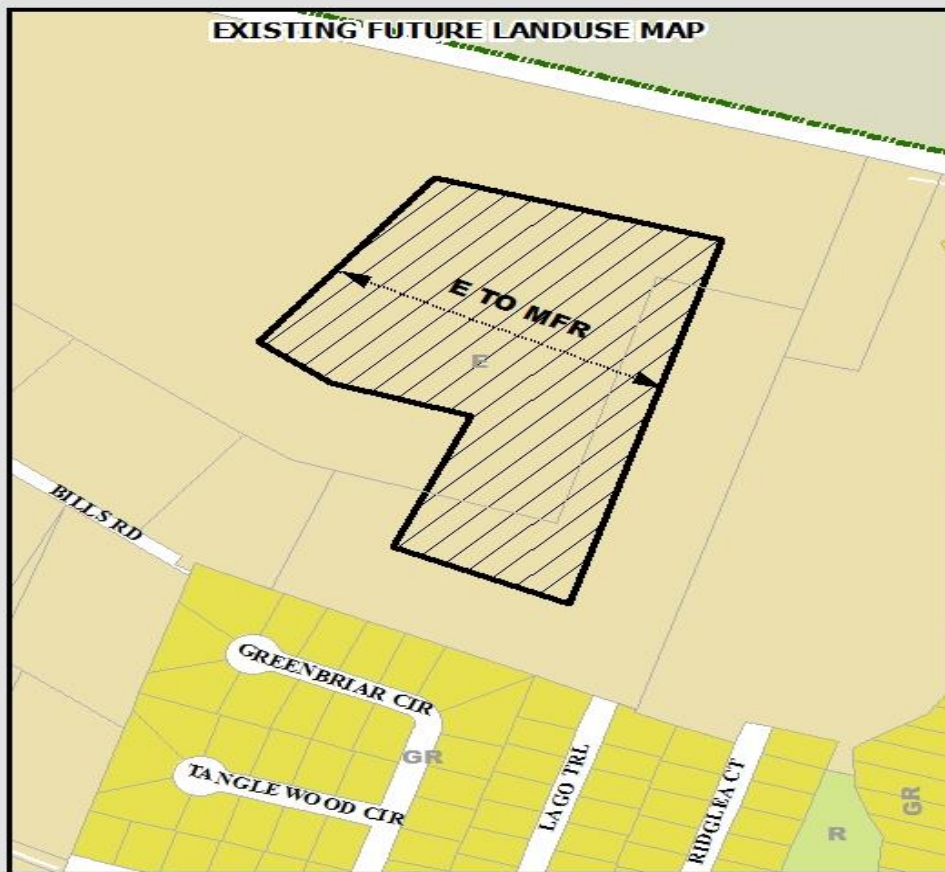 EXISTING FUTURE LANDUSE MAP
E TO MFR
E
BILLS RD
GREENBRIAR CIR
GR
TANGLE WOOD CIR
LAGO TRL
RIDGLEA CT
GR
R